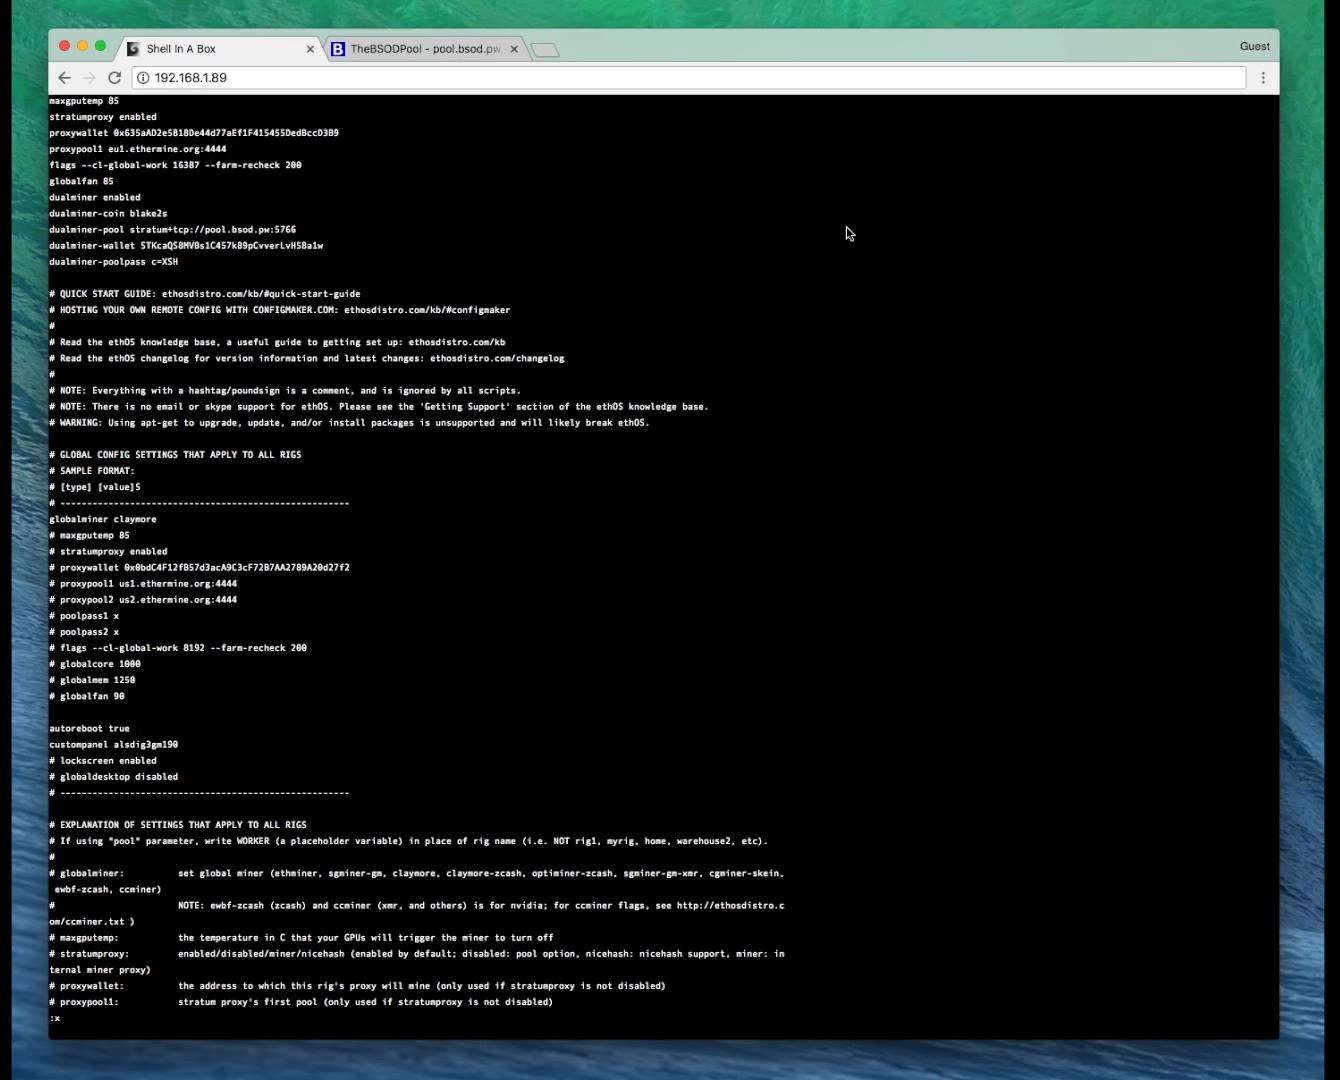 Shell In A Box
TheBSODPool - pool.bsod.pw
Guest
192.168.1.89
maxgputemp 85
stratumproxy enabled
proxywallet 0x635aAD2e5818De44d77aEf1F415455DedBccD3B9
proxypool1 eu1.ethermine.org:4444
flags --cl-global-work 16387 --farm-recheck 200
globalfan 85
dualminer enabled
dualminer-coin blake2s
dualminer-pool stratum+tcp://pool.bsod.pw:5766
dualminer-wallet STKcaQS8MVBs1C457k89pCvverLvH58a1w
dualminer-poolpass c=XSH
# QUICK START GUIDE: ethosdistro.com/kb/#quick-start-guide
# HOSTING YOUR OWN REMOTE CONFIG WITH CONFIGMAKER.COM: ethosdistro.com/kb/#configmaker
#
# Read the ethOS knowledge base, a useful guide to getting set up: ethosdistro.com/kb
# Read the ethOS changelog for version information and latest changes: ethosdistro.com/changelog
#
# NOTE: Everything with a hashtag/poundsign is a comment, and is ignored by all scripts.
# NOTE: There is no email or skype support for ethOS. Please see the 'Getting Support' section of the ethOS knowledge base.
# WARNING: Using apt-get to upgrade, update, and/or install packages is unsupported and will likely break ethOS.
# GLOBAL CONFIG SETTINGS THAT APPLY TO ALL RIGS
# SAMPLE FORMAT:
# [type] [value]S
# ------------------------------------------------------
globalminer claymore
# maxgputemp 85
# stratumproxy enabled
# proxywallet 0x0bdC4F12fB57d3acA9C3cF72B7AA2789A20d27f2
# proxypool1 us1.ethermine.org:4444
# proxypool2 us2.ethermine.org:4444
# poolpass1 x
# poolpass2 x
# flags --cl-global-work 8192 --farm-recheck 200
# globalcore 1000
# globalmem 1250
# globalfan 90
autoreboot true
custompanel alsdig3gm190
# lockscreen enabled
# globaldesktop disabled
# ------------------------------------------------------
# EXPLANATION OF SETTINGS THAT APPLY TO ALL RIGS
# If using "pool" parameter, write WORKER (a placeholder variable) in place of rig name (i.e. NOT rig1, myrig, home, warehouse2, etc).
#
# globalminer: set global miner (ethminer, sgminer-gm, claymore, claymore-zcash, optiminer-zcash, sgminer-gm-xmr, cgminer-skein,
ewbf-zcash, ccminer)
# NOTE: ewbf-zcash (zcash) and ccminer (xmr, and others) is for nvidia; for ccminer flags, see http://ethosdistro.c
om/ccminer.txt )
# maxgputemp: the temperature in C that your GPUs will trigger the miner to turn off
# stratumproxy: enabled/disabled/miner/nicehash (enabled by default; disabled: pool option, nicehash: nicehash support, miner: in
ternal miner proxy)
# proxywallet: the address to which this rig's proxy will mine (only used if stratumproxy is not disabled)
# proxypool1: stratum proxy's first pool (only used if stratumproxy is not disabled)
:x